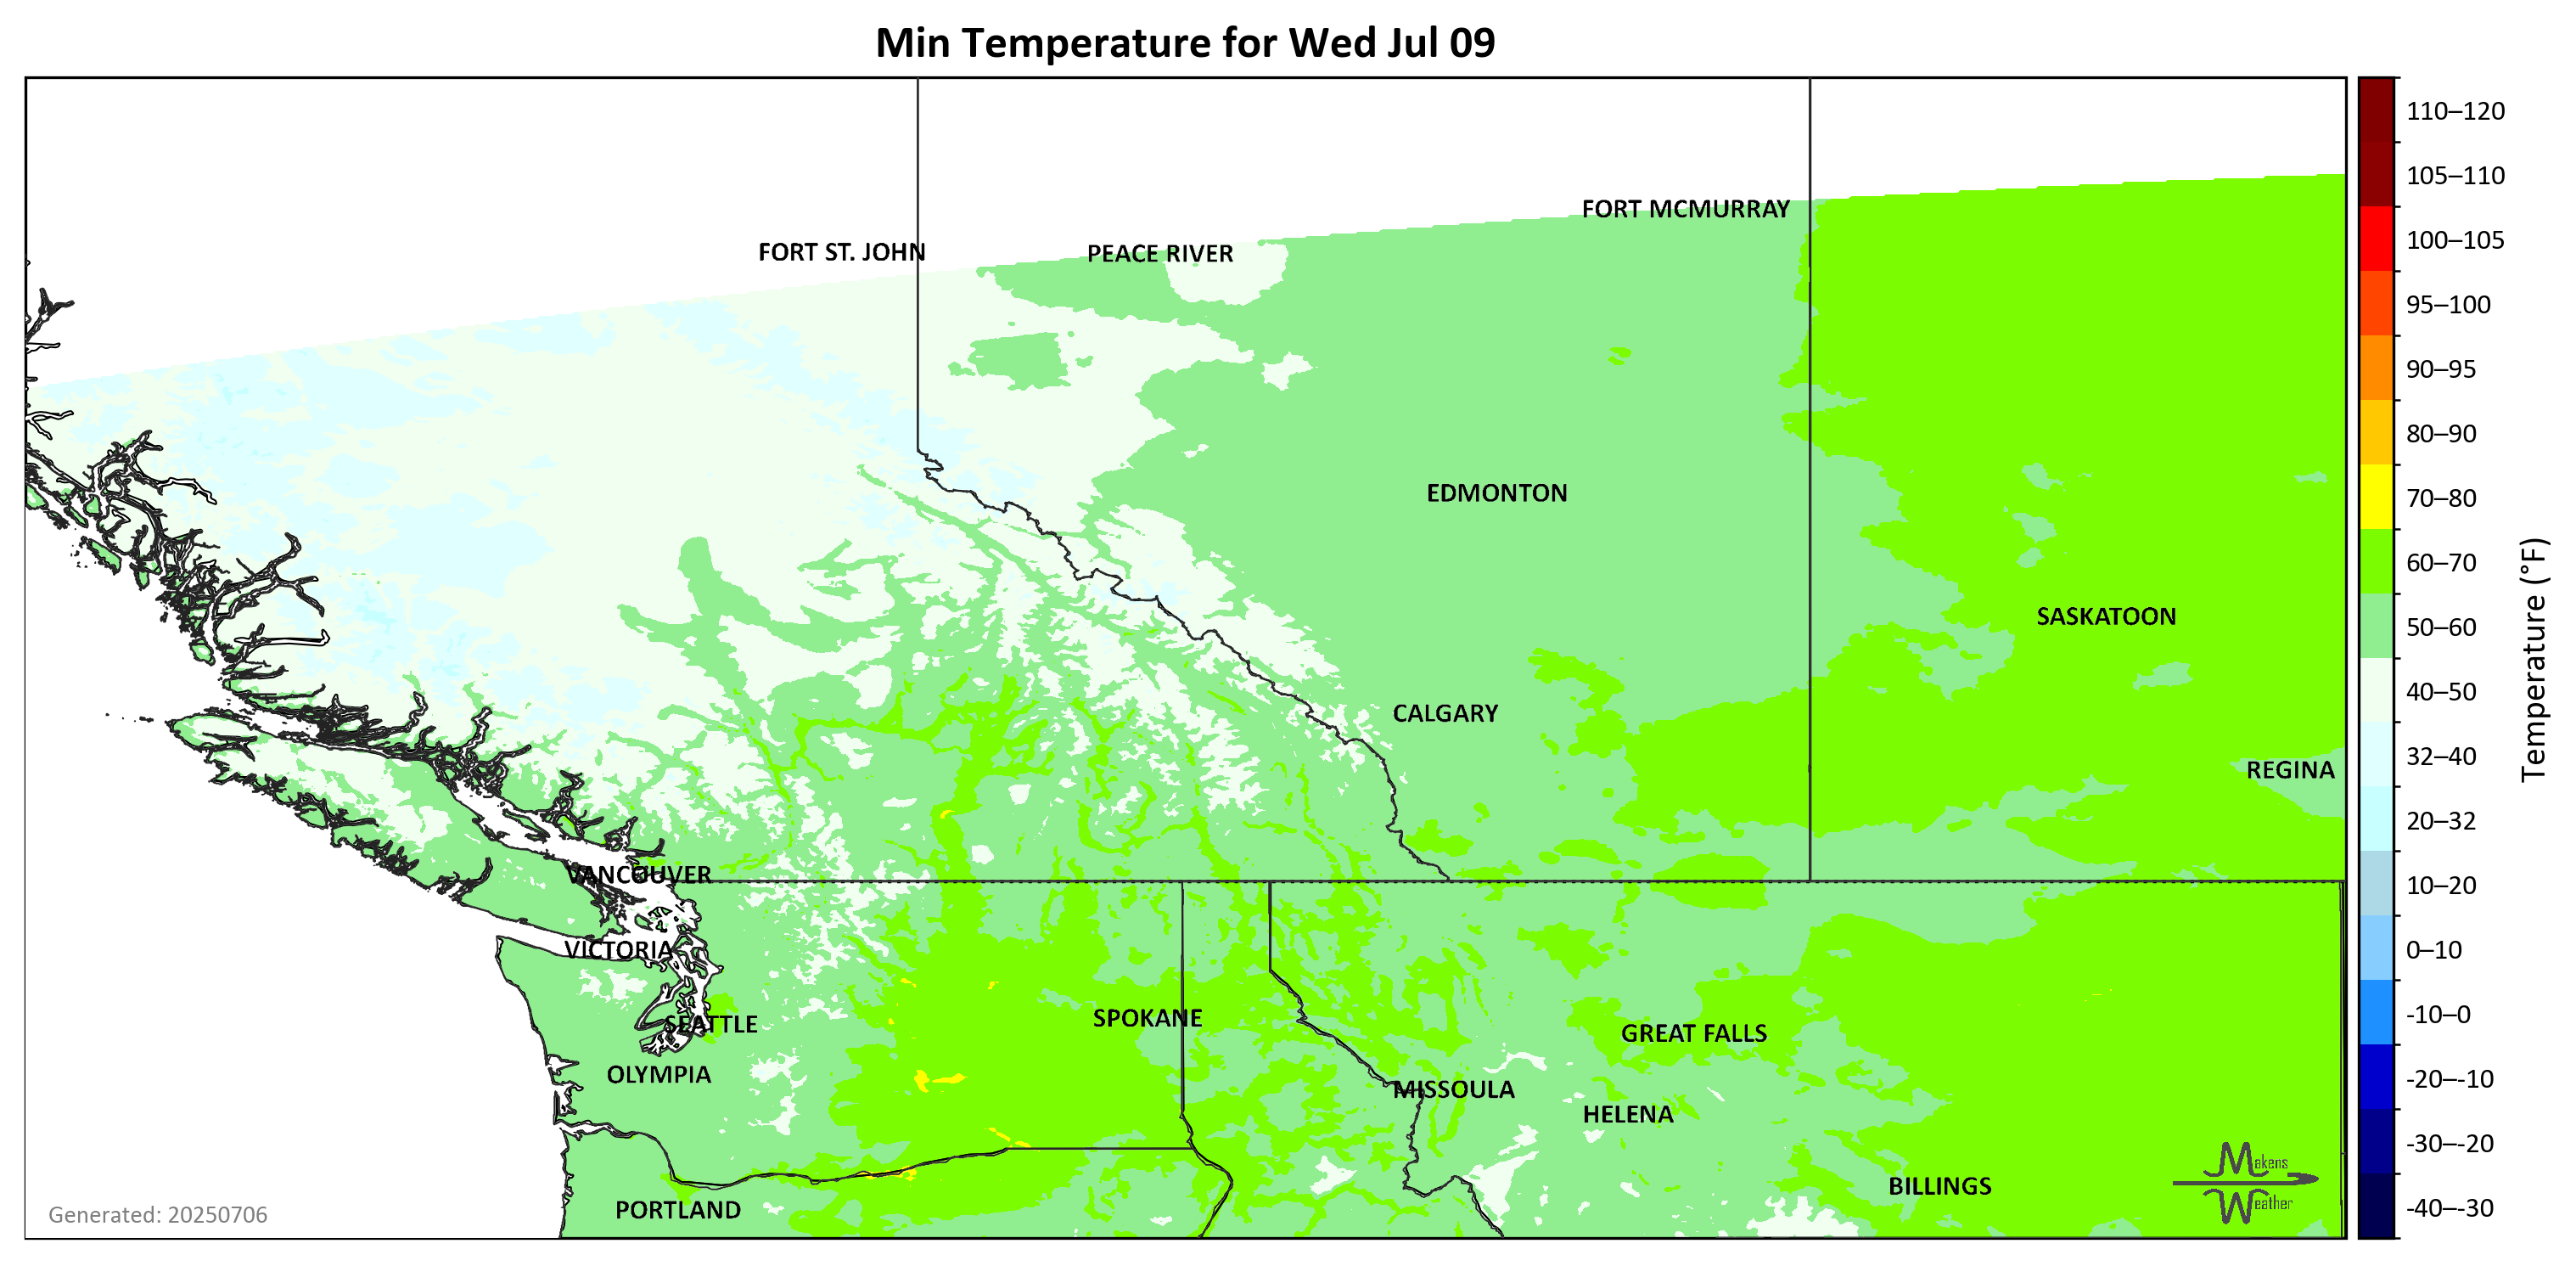 Min Temperature for Wed Jul 09
110–120
105–110
FORT MCMURRAY
100–105
FORT ST. JOHN
PEACE RIVER
95–100
90–95
80–90
EDMONTON
70–80
60–70
SASKATOON
50–60
Temperature (°F)
40–50
CALGARY
32–40
REGINA
20–32
VANCOUVER
10–20
VICTORIA
0–10
SEATTLE
SPOKANE
GREAT FALLS
-10–0
OLYMPIA
MISSOULA
-20–-10
HELENA
-30–-20
Makens
Weather
BILLINGS
PORTLAND
-40–-30
Generated: 20250706